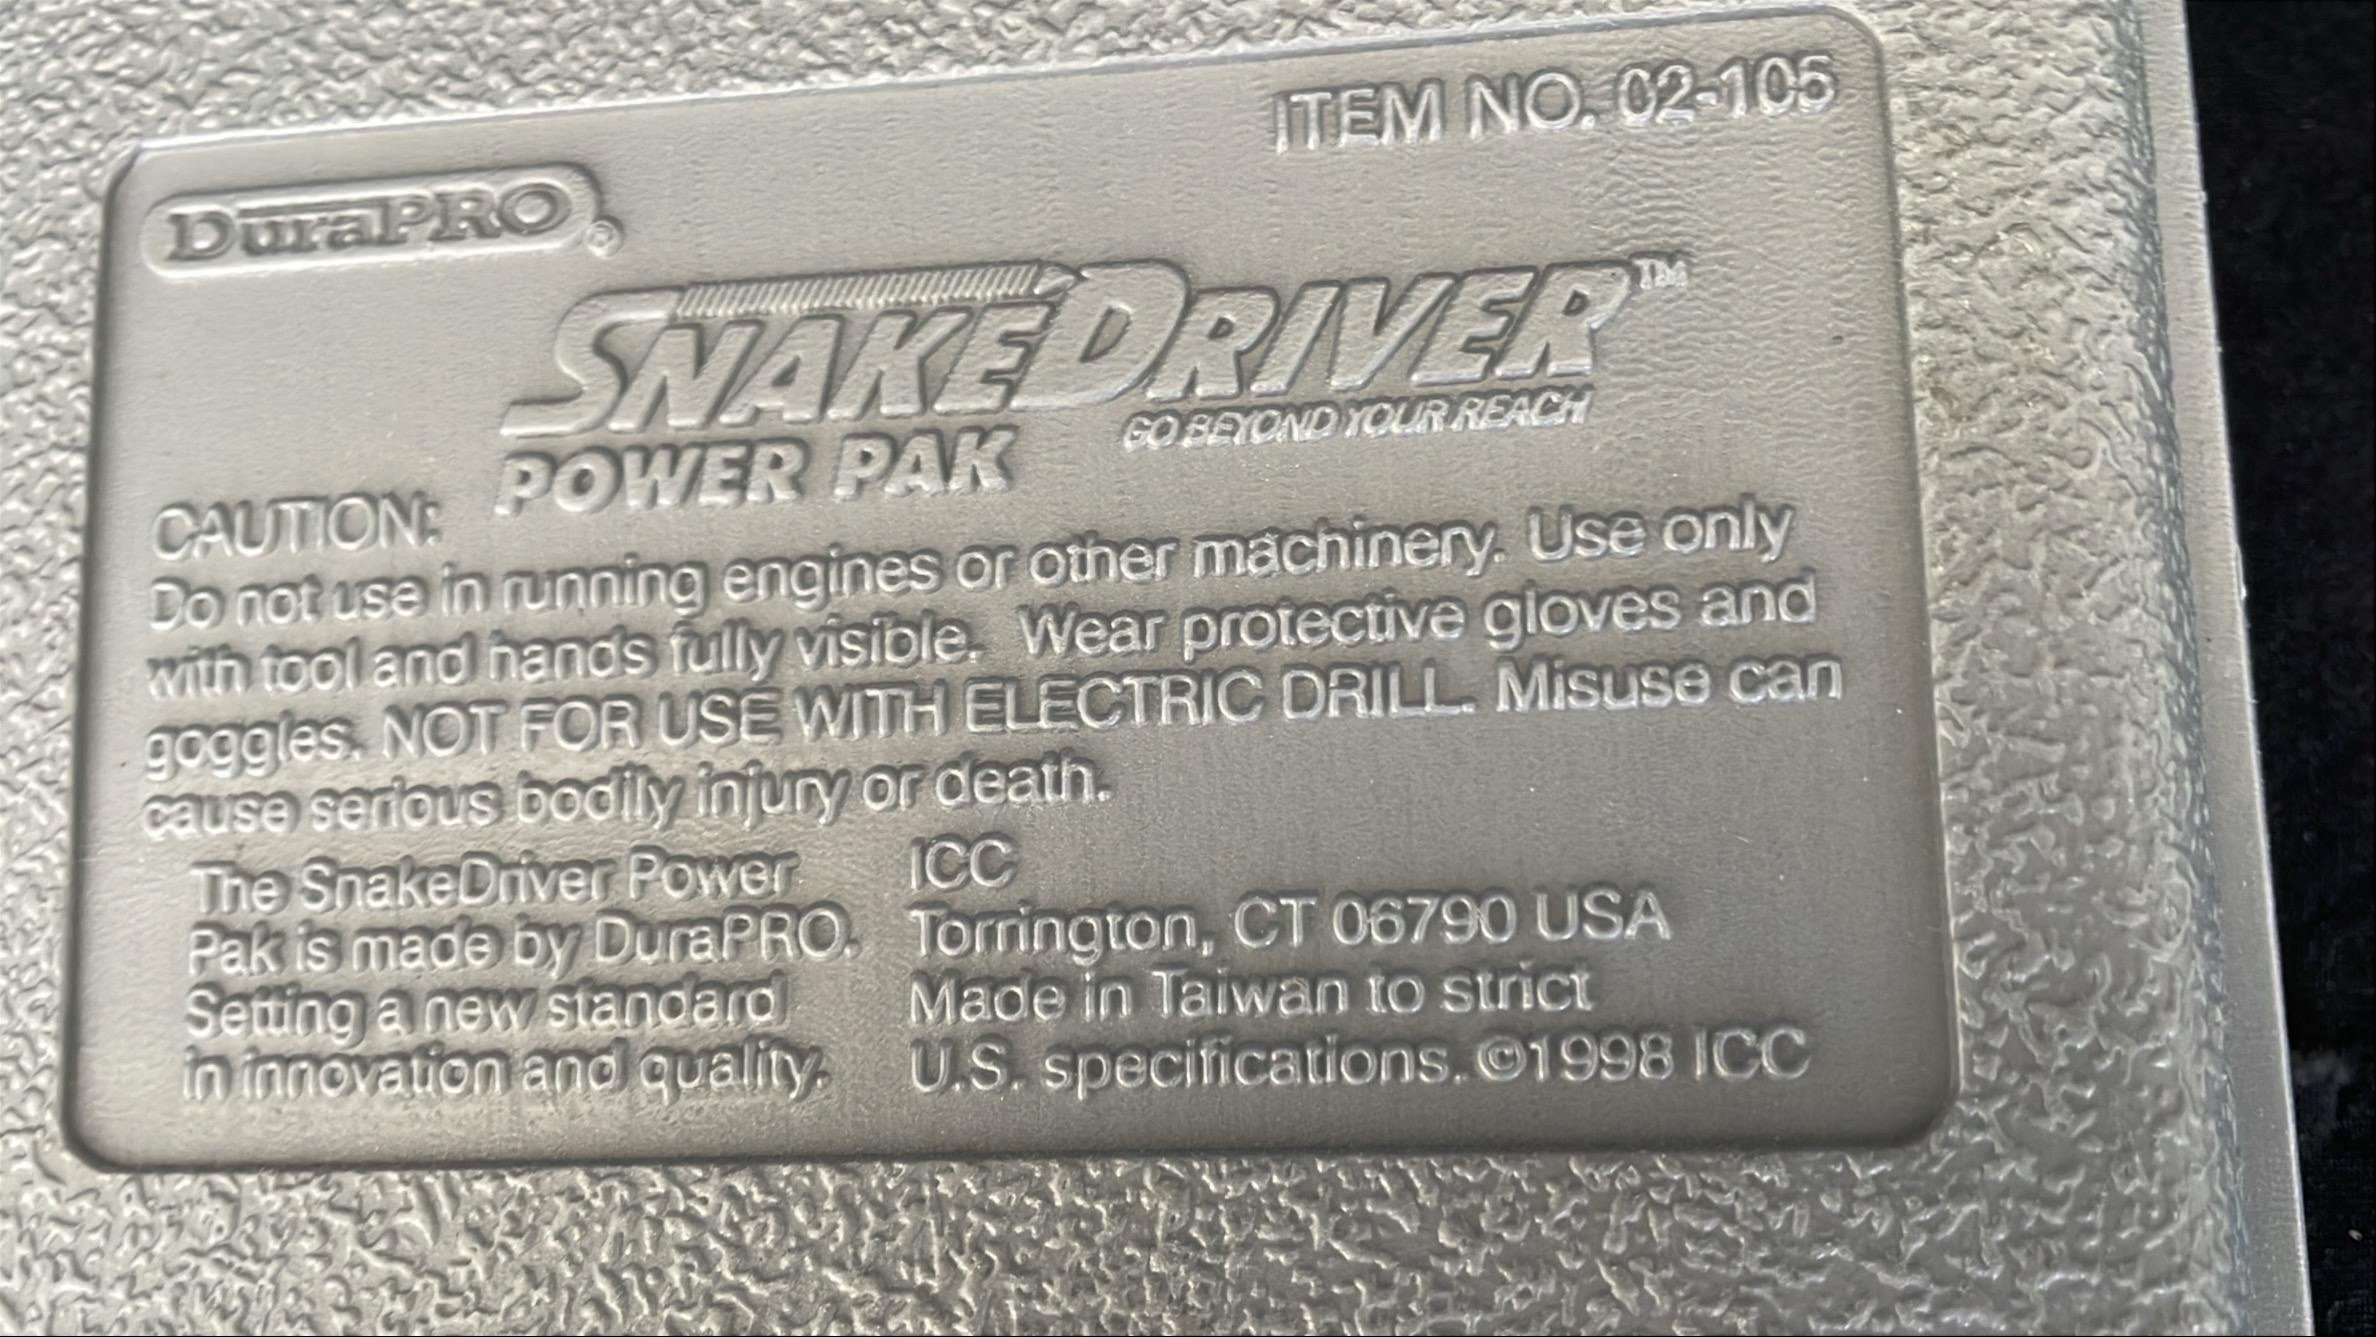 ITEM NO. 02-105
DuraPRO®
SNAKEDRIVER™
GO BEYOND YOUR REACH
POWER PAK
CAUTION:
Do not use in running engines or other machinery. Use only
with tool and hands fully visible. Wear protective gloves and
goggles. NOT FOR USE WITH ELECTRIC DRILL. Misuse can
cause serious bodily injury or death.
The SnakeDriver Power
Pak is made by DuraPRO.
Setting a new standard
in innovation and quality.
ICC
Torrington, CT 06790 USA
Made in Taiwan to strict
U.S. specifications. ©1998 ICC